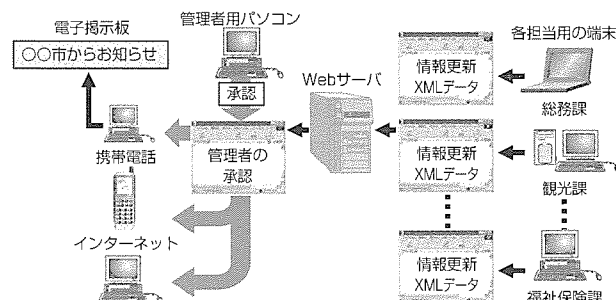 電子掲示板
○○市からお知らせ
管理者用パソコン
承認
携帯電話
管理者の
承認
インターネット
Webサーバ
情報更新
XMLデータ
情報更新
XMLデータ
情報更新
XMLデータ
各担当用の端末
総務課
観光課
福祉保険課